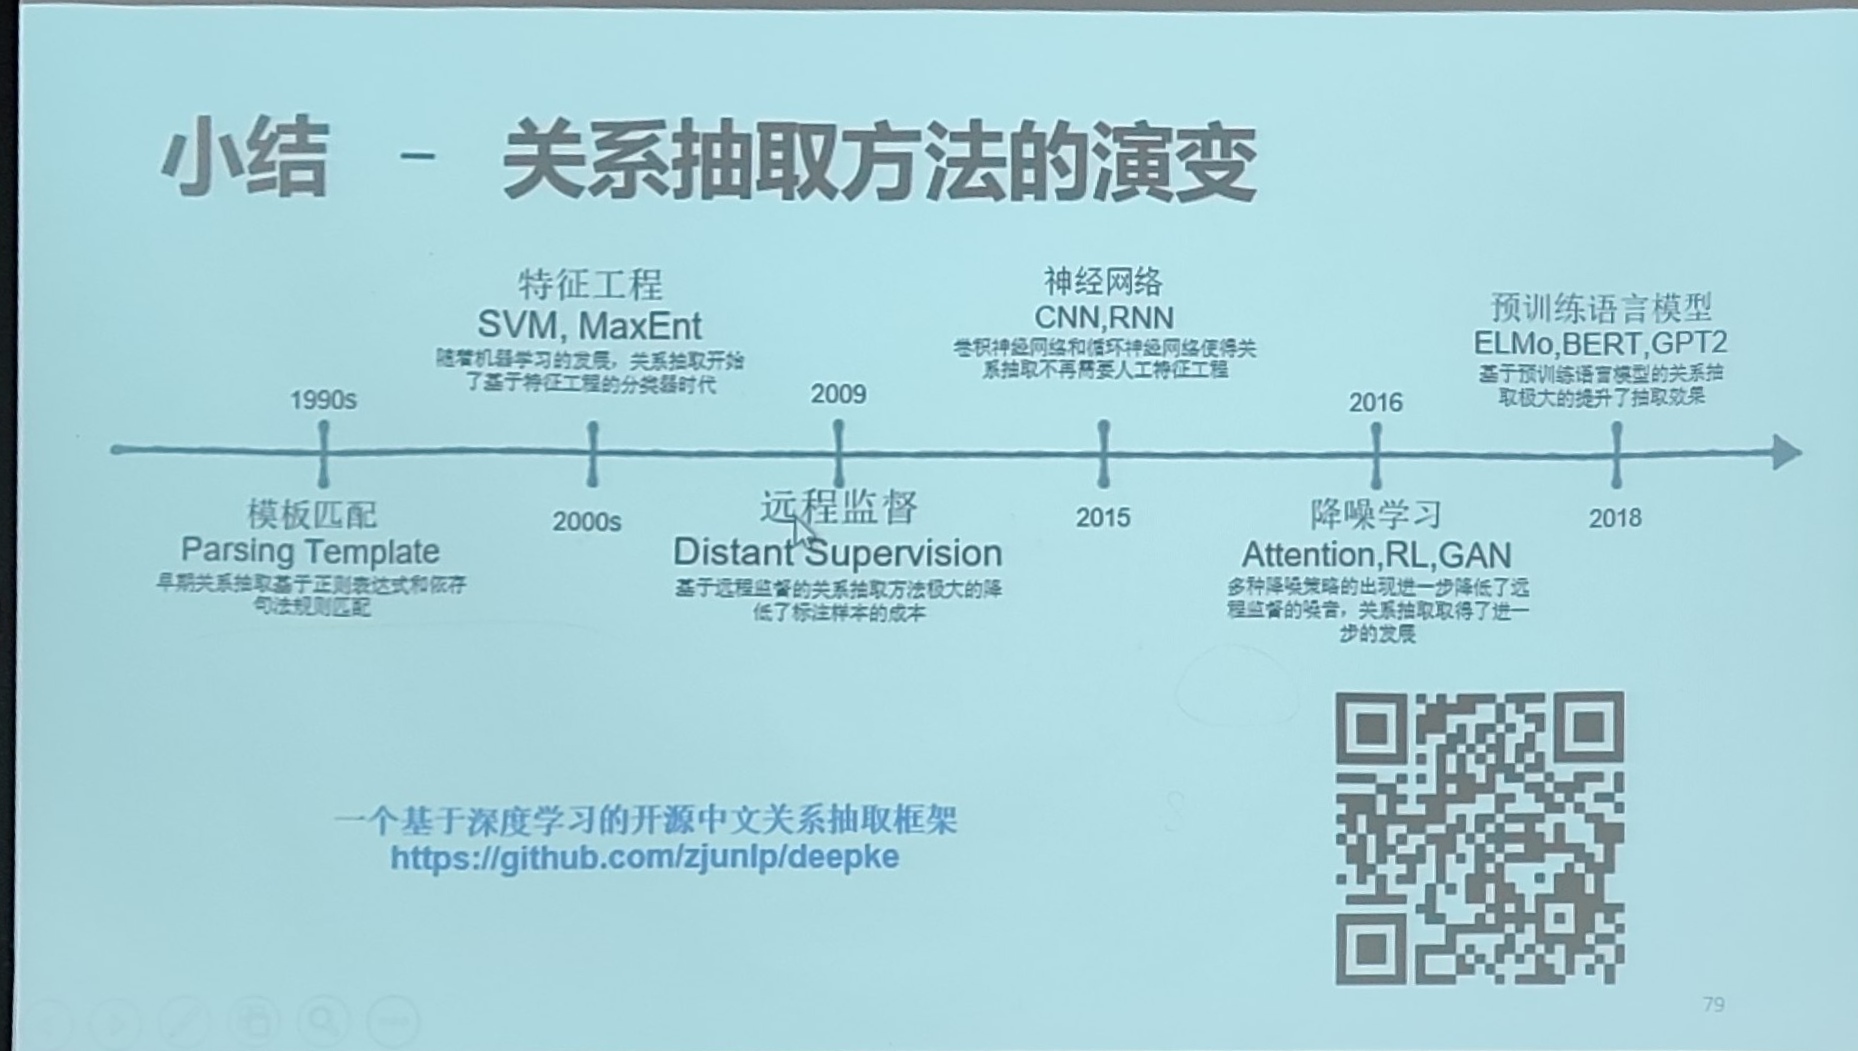 小结 - 关系抽取方法的演变
特征工程
SVM, MaxEnt
随着机器学习的发展，关系抽取开始
了基于特征工程的分类器时代
神经网络
CNN,RNN
卷积神经网络和循环神经网络使得关
系抽取不再需要人工特征工程
预训练语言模型
ELMo,BERT,GPT2
基于预训练语言模型的关系抽
取极大的提升了抽取效果
1990s
2009
2016
模板匹配
Parsing Template
早期关系抽取基于正则表达式和依存
句法规则匹配
2000s
远程监督
Distant Supervision
基于远程监督的关系抽取方法极大的降
低了标注样本的成本
2015
降噪学习
Attention,RL,GAN
多种降噪策略的出现进一步降低了远
程监督的噪音，关系抽取取得了进一
步的发展
2018
一个基于深度学习的开源中文关系抽取框架
https://github.com/zjunlp/deepke
79